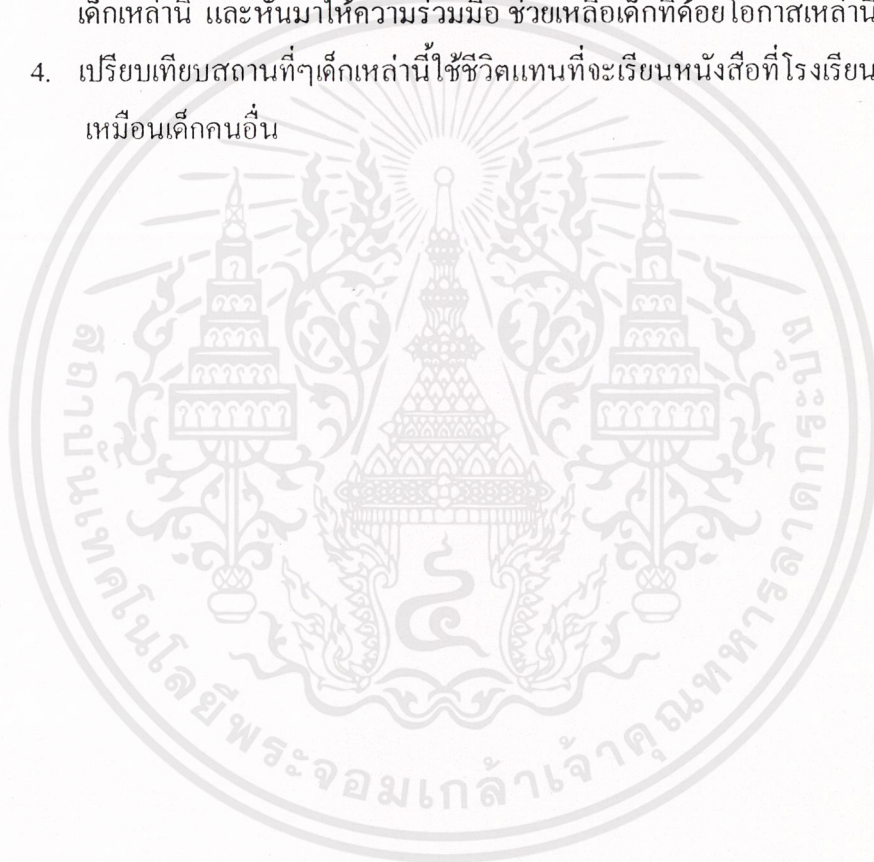 เด็กเหล่านี้ และหันมาให้ความร่วมมือ ช่วยเหลือเด็กที่ด้อยโอกาสเหล่านี้
4. เปรียบเทียบสถานที่ๆเด็กเหล่านี้ใช้ชีวิตแทนที่จะเรียนหนังสือที่โรงเรียน
เหมือนเด็กคนอื่น
สถาบันเทคโนโลยีพระจอมเกล้าเจ้าคุณทหารลาดกระบัง